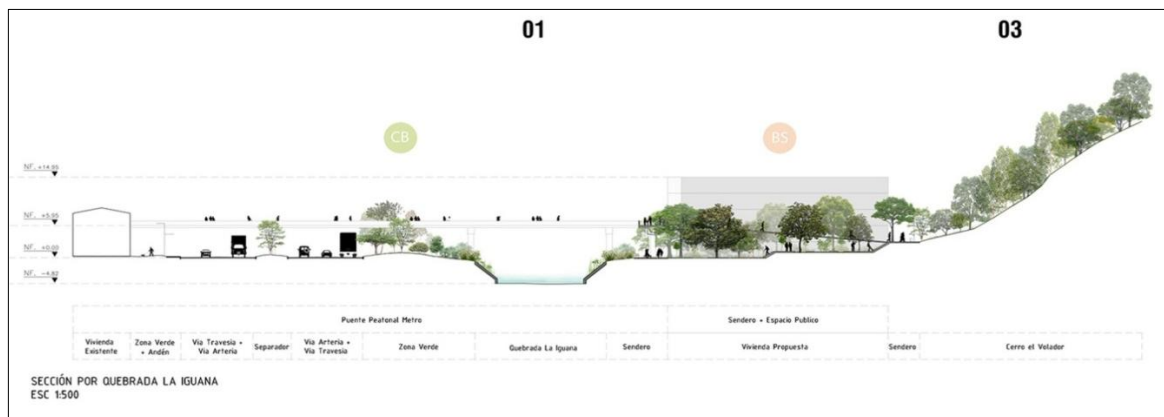 01
03
CB
BS
NF. +14.95
NF. +5.95
NF. +0.00
NF. -4.82
Puente Peatonal Metro
Sendero + Espacio Publico
Vivienda
Existente
Zona Verde
+ Andén
Via Travesia +
Via Arteria
Separador
Via Arteria +
Via Travesia
Zona Verde
Quebrada La Iguana
Sendero
Vivienda Propuesta
Sendero
Cerro el Volador
SECCIÓN POR QUEBRADA LA IGUANA
ESC 1:500